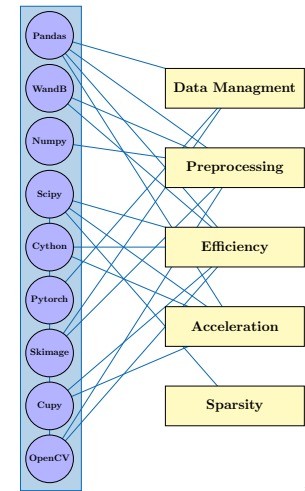 Pandas
WandB
Numpy
Scipy
Cython
Pytorch
Skimage
Cupy
OpenCV
Data Managment
Preprocessing
Efficiency
Acceleration
Sparsity